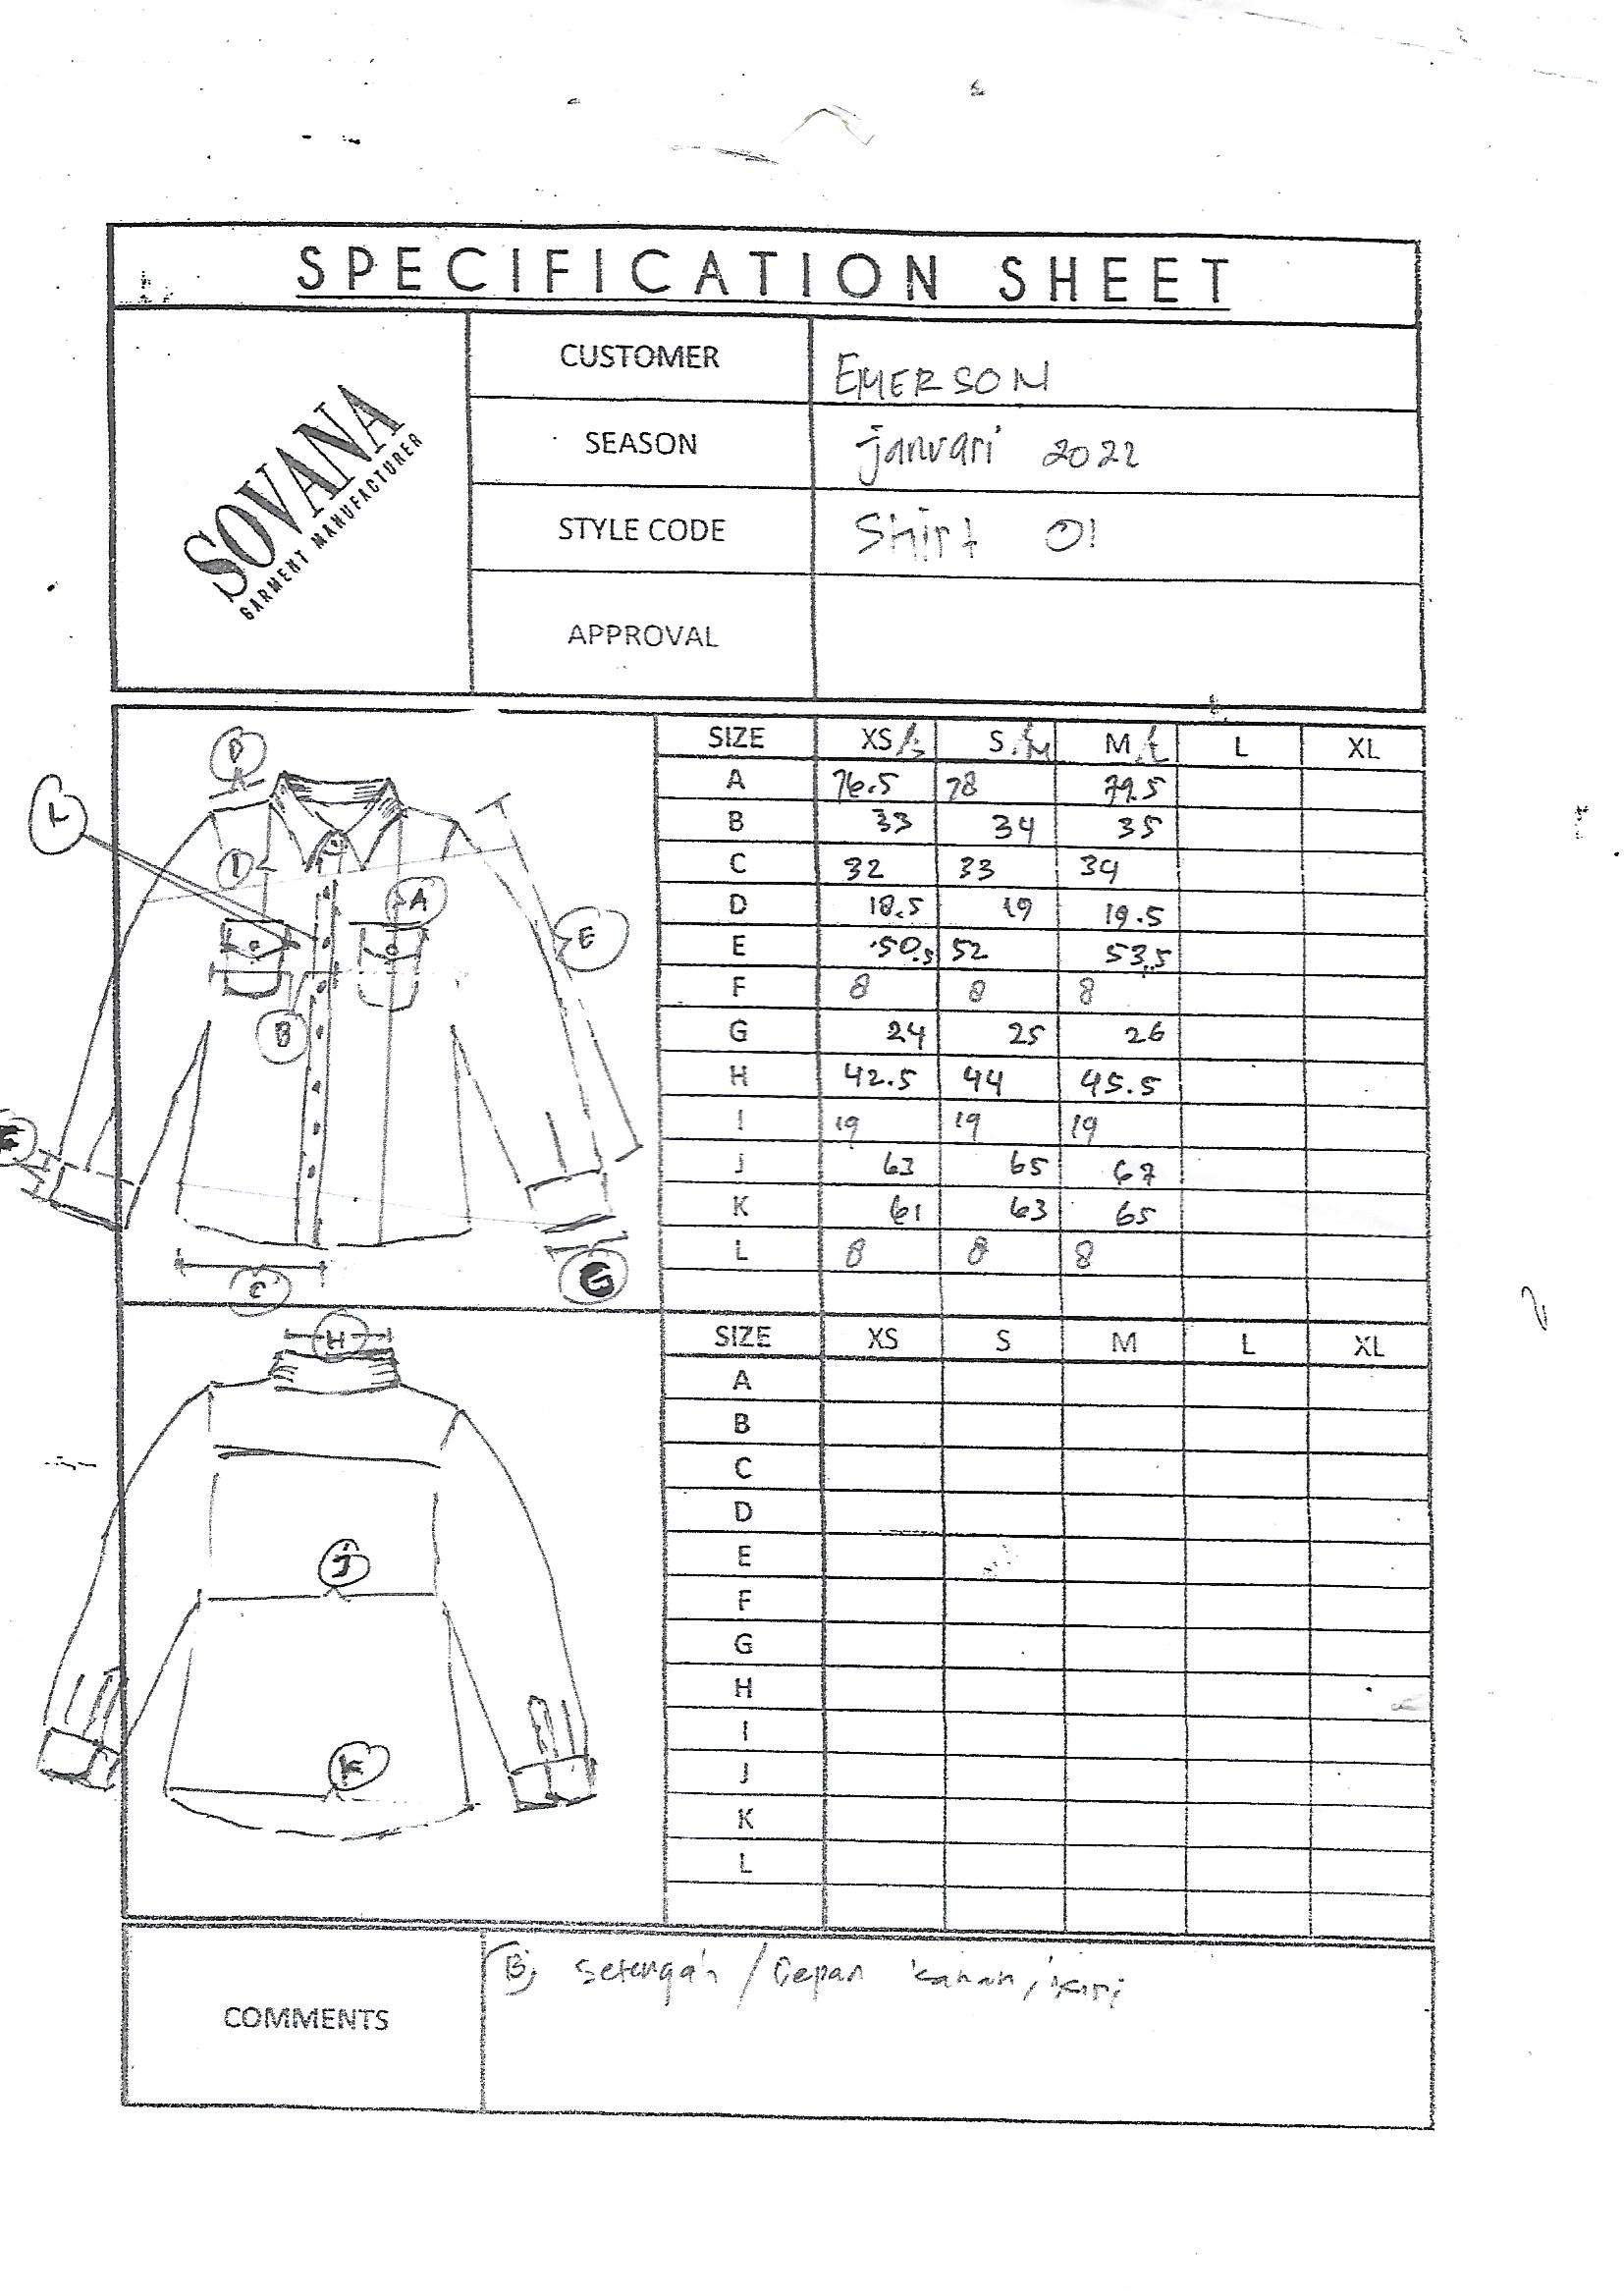 SPECIFICATION SHEET
SOVANA
GARMENT MANUFACTURER
CUSTOMER EMERSON
SEASON januari 2022
STYLE CODE Shirt 01
APPROVAL
SIZE XS/S S/M M/L L XL
A 76.5 78 79.5
B 33 34 35
C 32 33 34
D 18.5 19 19.5
E 50.5 52 53.5
F 8 8 8
G 24 25 26
H 42.5 44 45.5
I 19 19 19
J 63 65 67
K 61 63 65
L 8 8 8
D
L
D
A
E
B
F
C
G
SIZE XS S M L XL
A
B
C
D
E
F
G
H
I
J
K
L
H
J
K
COMMENTS
B, Setengah / Depan kanan, kiri